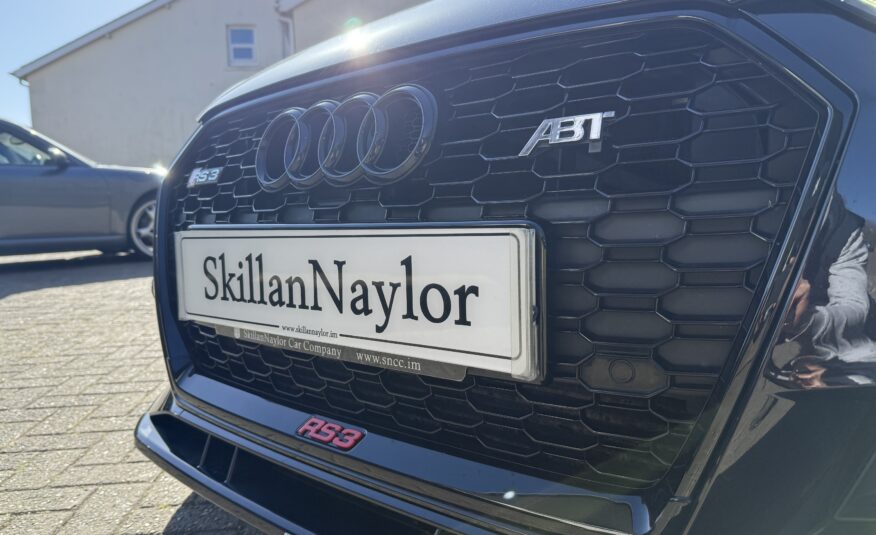 ABT
RS3
SkillanNaylor
www.skillannaylor.im
SkillanNaylor Car Company www.sncc.im
RS3